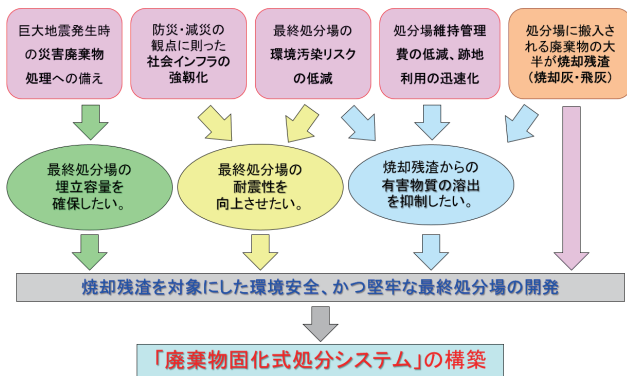 巨大地震発生時
の災害廃棄物
処理への備え
防災・減災の
観点に則った
社会インフラの
強靱化
最終処分場の
環境汚染リスク
の低減
処分場維持管理
費の低減、跡地
利用の迅速化
処分場に搬入
される廃棄物の大
半が焼却残渣
(焼却灰・飛灰)
最終処分場の
埋立容量を
確保したい。
最終処分場の
耐震性を
向上させたい。
焼却残渣からの
有害物質の溶出
を抑制したい。
焼却残渣を対象にした環境安全、かつ堅牢な最終処分場の開発
「廃棄物固化式処分システム」の構築